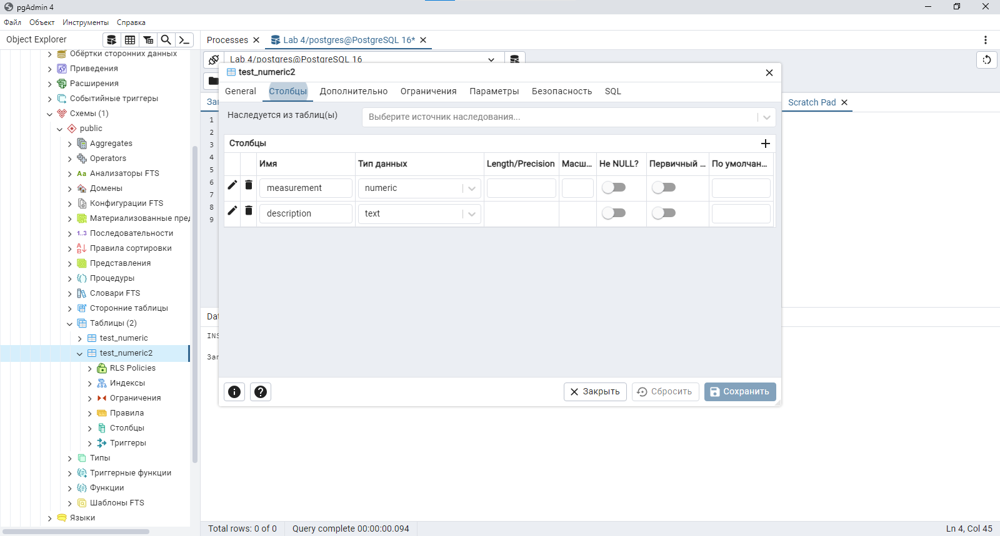 pgAdmin 4
Файл Объект Инструменты Справка
Object Explorer
Processes
Lab 4/postgres@PostgreSQL 16*
Обёртки сторонних данных
Приведения
Расширения
Событийные триггеры
Схемы (1)
public
Aggregates
Operators
Aa Анализаторы FTS
Домены
Конфигурации FTS
Материализованные пред
1..3 Последовательности
Правила сортировки
Представления
Процедуры
Словари FTS
Сторонние таблицы
Таблицы (2)
test_numeric
test_numeric2
RLS Policies
Индексы
Ограничения
Правила
Столбцы
Триггеры
Типы
Триггерные функции
Функции
Шаблоны FTS
Языки
Lab 4/postgres@PostgreSQL 16
Scratch Pad
1
2
3
4
5
6
7
8
9
test_numeric2
General Столбцы Дополнительно Ограничения Параметры Безопасность SQL
Наследуется из таблиц(ы)
Выберите источник наследования...
Столбцы
Имя Тип данных Length/Precision Масш... Не NULL? Первичный ... По умолчан...
measurement numeric
description text
Закрыть Сбросить Сохранить
Total rows: 0 of 0
Query complete 00:00:00.094
Ln 4, Col 45